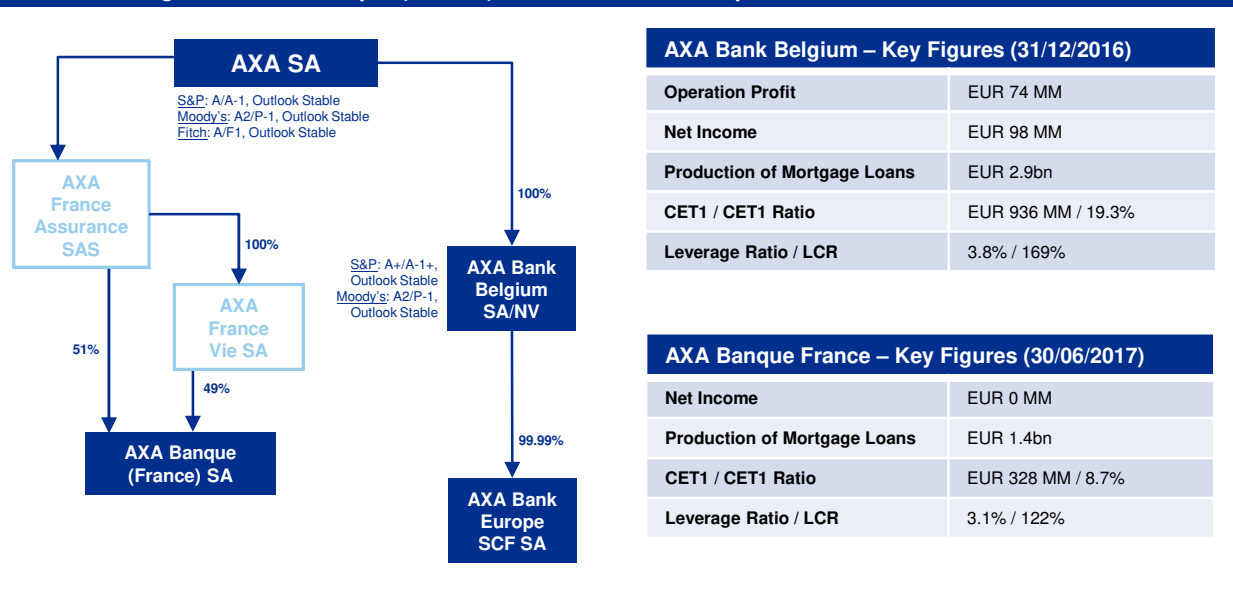 AXA SA
S&P: A/A-1, Outlook Stable
Moody's: A2/P-1, Outlook Stable
Fitch: A/F1, Outlook Stable
AXA
France
Assurance
SAS
100%
AXA
France
Vie SA
51%
49%
AXA Banque
(France) SA
100%
S&P: A+/A-1+,
Outlook Stable
Moody's: A2/P-1,
Outlook Stable
AXA Bank
Belgium
SA/NV
99.99%
AXA Bank
Europe
SCF SA
AXA Bank Belgium – Key Figures (31/12/2016)
Operation Profit EUR 74 MM
Net Income EUR 98 MM
Production of Mortgage Loans EUR 2.9bn
CET1 / CET1 Ratio EUR 936 MM / 19.3%
Leverage Ratio / LCR 3.8% / 169%
AXA Banque France – Key Figures (30/06/2017)
Net Income EUR 0 MM
Production of Mortgage Loans EUR 1.4bn
CET1 / CET1 Ratio EUR 328 MM / 8.7%
Leverage Ratio / LCR 3.1% / 122%